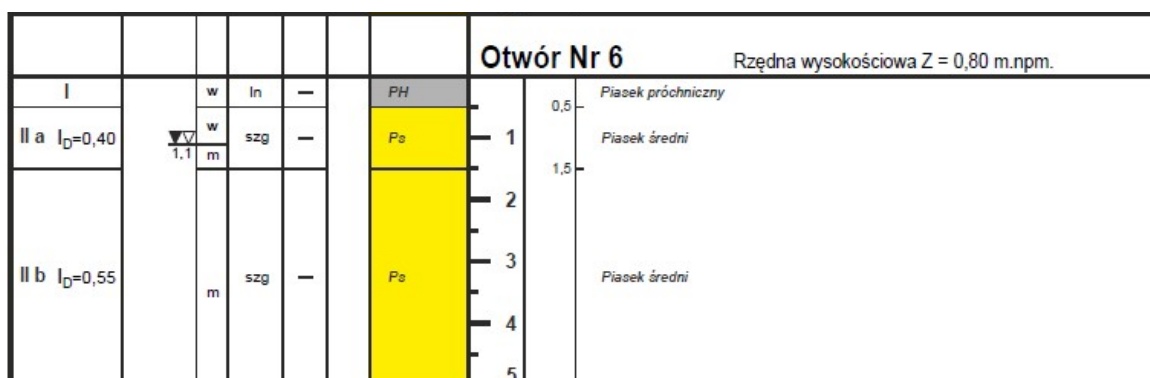 Otwór Nr 6 Rzędna wysokościowa Z = 0,80 m.npm.
I w ln — PH 0,5 Piasek próchniczny
II a I_D=0,40 w szg — Ps 1 Piasek średni
1,1 m
1,5
2
3
II b I_D=0,55 m szg — Ps Piasek średni
4
5